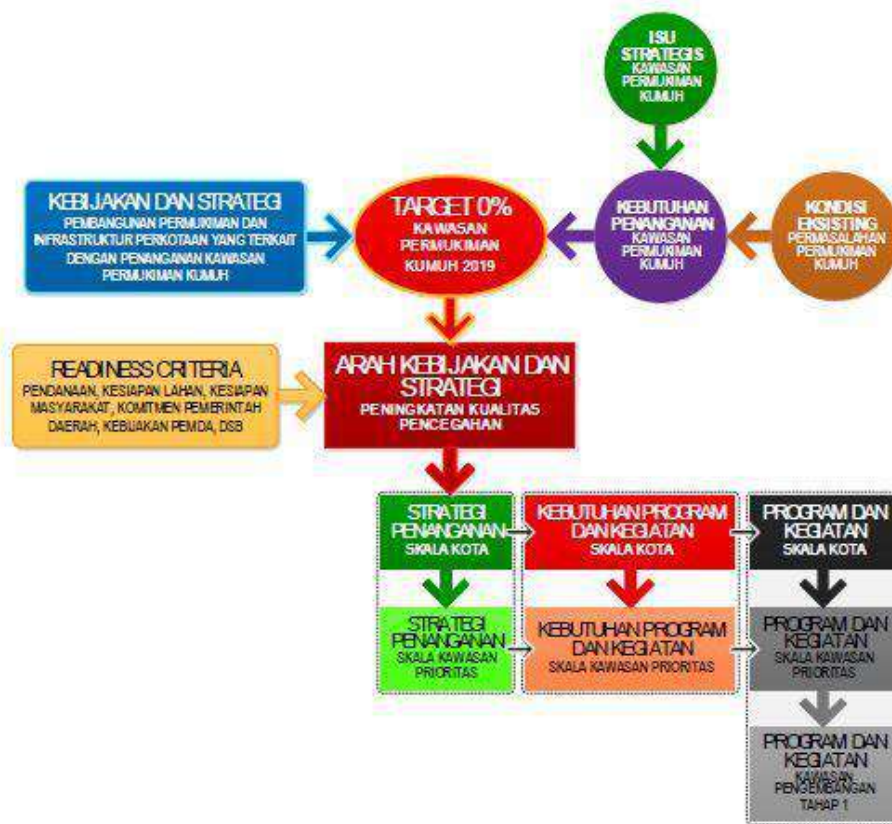 ISU
STRATEGIS
KAWASAN
PERMUKIMAN
KUMUH
KEBIJAKAN DAN STRATEGI
PEMBANGUNAN PERMUKIMAN DAN
INFRASTRUKTUR PERKOTAAN YANG TERKAIT
DENGAN PENANGANAN KAWASAN
PERMUKIMAN KUMUH
TARGET 0%
KAWASAN
PERMUKIMAN
KUMUH 2019
KEBUTUHAN
PENANGANAN
KAWASAN
PERMUKIMAN
KUMUH
KONDISI
EKSISTING
PERMASALAHAN
PERMUKIMAN
KUMUH
READINESS CRITERIA
PENDANAAN, KESIAPAN LAHAN, KESIAPAN
MASYARAKAT, KOMITMEN PEMERINTAH
DAERAH, KEBIJAKAN PEMDA, DSB
ARAH KEBIJAKAN DAN
STRATEGI
PENINGKATAN KUALITAS
PENCEGAHAN
STRATEGI
PENANGANAN
SKALA KOTA
KEBUTUHAN PROGRAM
DAN KEGIATAN
SKALA KOTA
PROGRAM DAN
KEGIATAN
SKALA KOTA
STRATEGI
PENANGANAN
SKALA KAWASAN
PRIORITAS
KEBUTUHAN PROGRAM
DAN KEGIATAN
SKALA KAWASAN PRIORITAS
PROGRAM DAN
KEGIATAN
SKALA KAWASAN
PRIORITAS
PROGRAM DAN
KEGIATAN
KAWASAN
PENGEMBANGAN
TAHAP 1